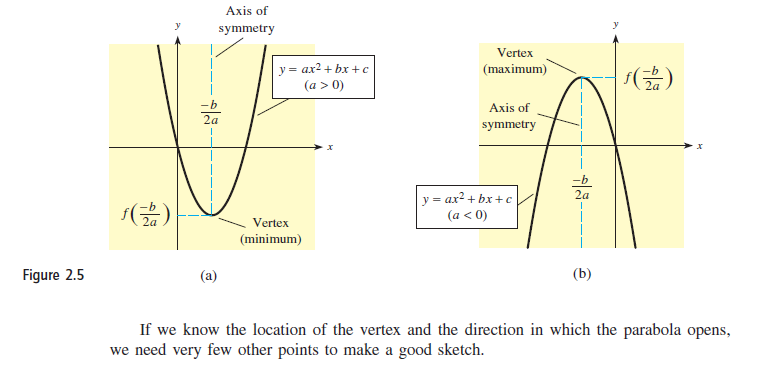 Axis of
symmetry
y
y = ax² + bx + c
(a > 0)
-b
2a
x
f(-b/2a)
Vertex
(minimum)
(a)
y
Vertex
(maximum)
f(-b/2a)
Axis of
symmetry
x
-b
2a
y = ax² + bx + c
(a < 0)
(b)
Figure 2.5
If we know the location of the vertex and the direction in which the parabola opens,
we need very few other points to make a good sketch.